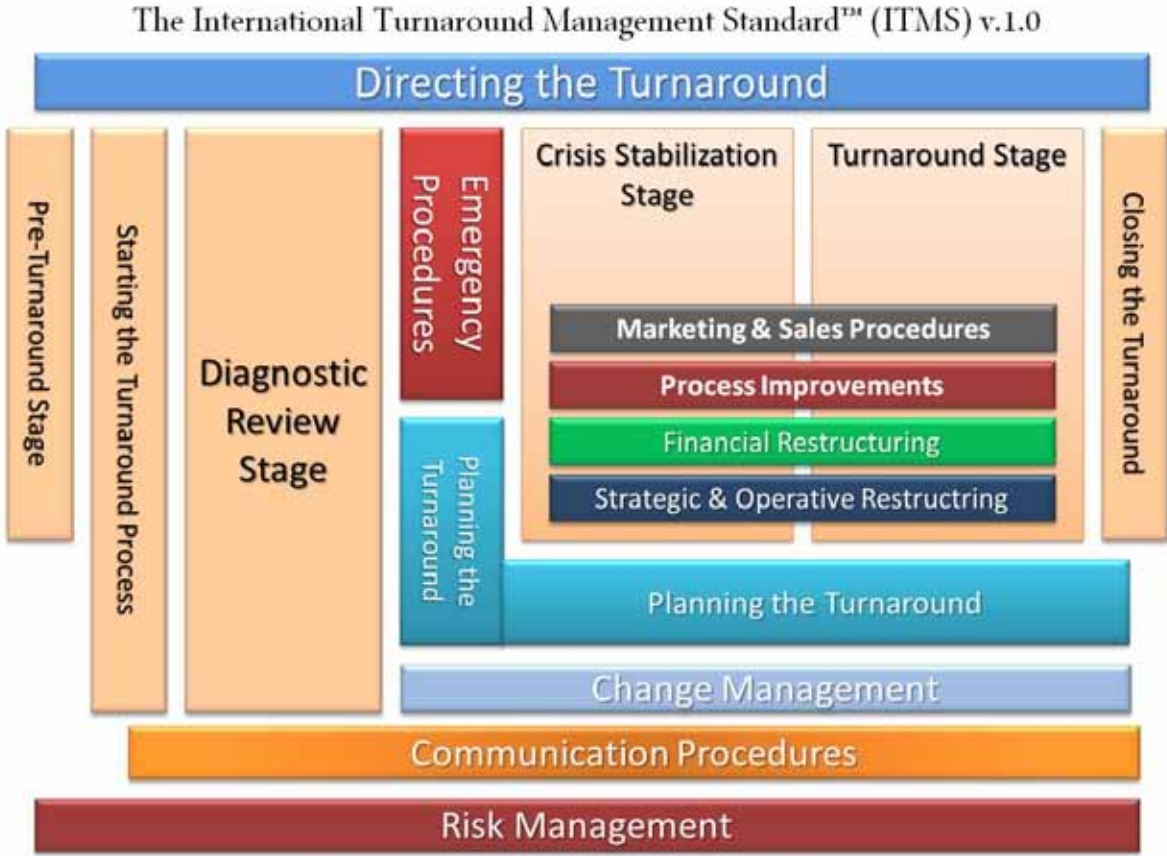 The International Turnaround Management Standard™ (ITMS) v.1.0
Directing the Turnaround
Pre-Turnaround Stage
Starting the Turnaround Process
Diagnostic
Review
Stage
Emergency
Procedures
Planning the
Turnaround
Crisis Stabilization
Stage
Turnaround Stage
Marketing & Sales Procedures
Process Improvements
Financial Restructuring
Strategic & Operative Restructring
Closing the Turnaround
Planning the Turnaround
Change Management
Communication Procedures
Risk Management